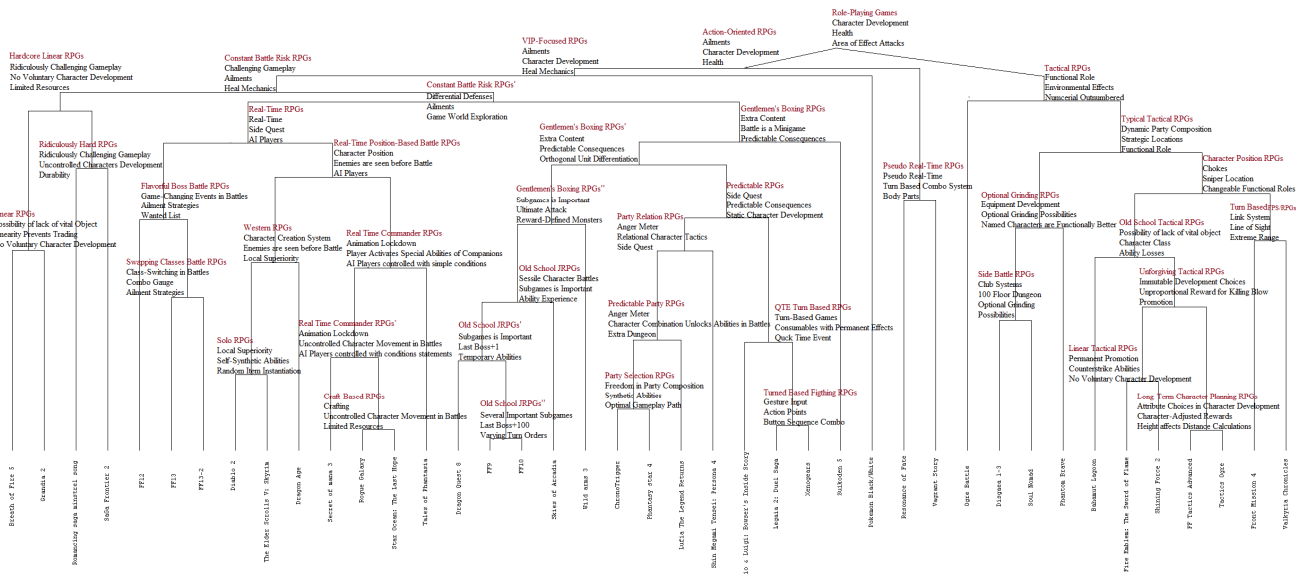 Role-Playing Games
Character Development
Health
Area of Effect Attacks
Action-Oriented RPGs
Ailments
Character Development
Health
VIP-Focused RPGs
Ailments
Character Development
Heal Mechanics
Hardcore Linear RPGs
Ridiculously Challenging Gameplay
No Voluntary Character Development
Limited Resources
Constant Battle Risk RPGs
Challenging Gameplay
Ailments
Heal Mechanics
Tactical RPGs
Functional Role
Environmental Effects
Numcerial Outnumbered
Constant Battle Risk RPGs'
Differential Defenses
Ailments
Game World Exploration
Real-Time RPGs
Real-Time
Side Quest
AI Players
Gentlemen's Boxing RPGs
Extra Content
Battle is a Minigame
Predictable Consequences
Typical Tactical RPGs
Dynamic Party Composition
Strategic Locations
Functional Role
Gentlemen's Boxing RPGs'
Extra Content
Predictable Consequences
Orthogonal Unit Differentiation
Ridiculously Hard RPGs
Ridiculously Challenging Gameplay
Uncontrolled Characters Development
Durability
Real-Time Position-Based Battle RPGs
Character Position
Enemies are seen before Battle
AI Players
Pseudo Real-Time RPGs
Pseudo Real-Time
Turn Based Combo System
Body Parts
Character Position RPGs
Chokes
Sniper Location
Changeable Functional Roles
Flavorful Boss Battle RPGs
Game-Changing Events in Battles
Ailment Strategies
Wanted List
Gentlemen's Boxing RPGs"
Subgames is Important
Ultimate Attack
Reward-Defined Monsters
Predictable RPGs
Side Quest
Predictable Consequences
Static Character Development
Optional Grinding RPGs
Equipment Development
Optional Grinding Possibilities
Named Characters are Functionally Better
near RPGs
ossibility of lack of vital Object
nearity Prevents Trading
o Voluntary Character Development
Party Relation RPGs
Anger Meter
Relational Character Tactics
Side Quest
Old School Tactical RPGs
Possibility of lack of vital object
Character Class
Abilty Losses
Turn Based FPS/RPGs
Link System
Line of Sight
Extreme Range
Western RPGs
Character Creation System
Enemies are seen before Battle
Local Superiority
Real Time Commander RPGs
Animation Lockdown
Player Activates Special Abilities of Companions
AI Players controlled with simple conditions
Swapping Classes Battle RPGs
Class-Switching in Battles
Combo Gauge
Ailment Strategies
Old School JRPGs
Sessile Character Battles
Subgames is Important
Ability Experience
Side Battle RPGs
Club Systems
100 Floor Dungeon
Optional Grinding
Possibilities
Unforgiving Tactical RPGs
Immutable Development Choices
Unproportional Reward for Killing Blow
Promotion
Predictable Party RPGs
Anger Meter
Character Combination Unlocks Abilities in Battles
Extra Dungeon
QTE Turn Based RPGs
Turn-Based Games
Consumables with Permanent Effects
Quck Time Event
Real Time Commander RPGs'
Animation Lockdown
Uncontrolled Character Movement in Battles
AI Players controlled with conditions statements
Old School JRPGs'
Subgames is Important
Last Boss+1
Temporary Abilities
Solo RPGs
Local Superiority
Self-Synthetic Abilities
Random Item Instantiation
Linear Tactical RPGs
Permanent Promotion
Counterstrike Abilities
No Voluntary Character Development
Party Selection RPGs
Freedom in Party Composition
Synthetic Abilities
Optimal Gameplay Path
Turned Based Figthing RPGs
Gesture Input
Action Points
Button Sequence Combo
Craft Based RPGs
Crafting
Uncontrolled Character Movement in Battles
Limited Resources
Old School JRPGs"
Several Important Subgames
Last Boss+100
Varying Turn Orders
Long Term Character Planning RPGs
Attribute Choices in Character Development
Character-Adjusted Rewards
Height affects Distance Calculations
Breath of Fire 5
Grandia 2
Romancing saga minstrel song
SaGa Frontier 2
FF12
FF13
FF13-2
Diablo 2
The Elder Scrolls V: Skyrim
Dragon Age
Secret of mana 3
Rogue Galaxy
Star Ocean: The Last Hope
Tales of Phantasia
Dragon Quest 8
FF9
FF10
Skies of Arcadia
Wild arms 3
ChronoTrigger
Phantasy star 4
Lufia The Legend Returns
Shin Megami Tensei: Persona 4
io & Luigi: Bowser's Inside Story
Legaia 2: Duel Saga
Xenogears
Suikoden 5
Pokemon Black/White
Resonance of Fate
Vagrant Story
Ogre Battle
Disgaea 1-3
Soul Nomad
Phantom Brave
Bahamut Lagoon
Fire Emblem: The Sword of Flame
Shining Force 2
FF Tactics Advanced
Tactics Ogre
Front Mission 4
Valkyria Chronicles